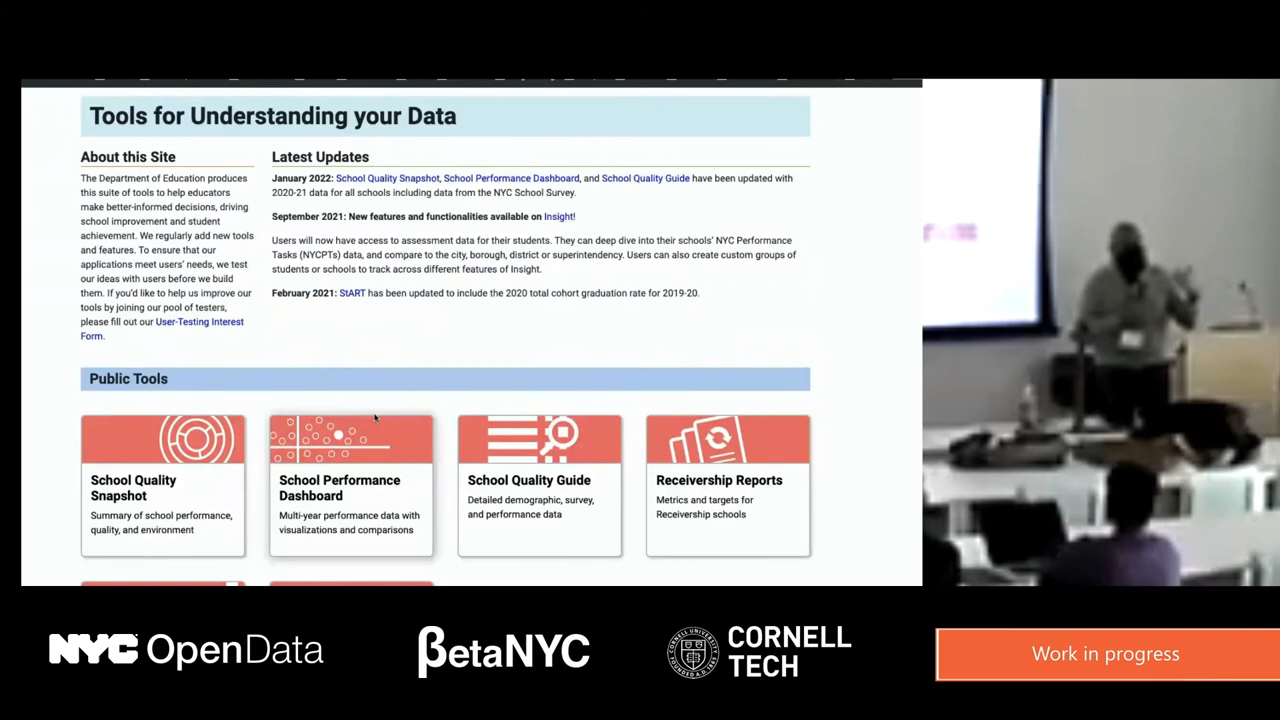 Tools for Understanding your Data
About this Site
The Department of Education produces
this suite of tools to help educators
make better-informed decisions, driving
school improvement and student
achievement. We regularly add new tools
and features. To ensure that our
applications meet users' needs, we test
our ideas with users before we build
them. If you'd like to help us improve our
tools by joining our pool of testers,
please fill out our User-Testing Interest
Form.
Latest Updates
January 2022: School Quality Snapshot, School Performance Dashboard, and School Quality Guide have been updated with
2020-21 data for all schools including data from the NYC School Survey.
September 2021: New features and functionalities available on Insight!
Users will now have access to assessment data for their students. They can deep dive into their schools' NYC Performance
Tasks (NYCPTs) data, and compare to the city, borough, district or superintendency. Users can also create custom groups of
students or schools to track across different features of Insight.
February 2021: StART has been updated to include the 2020 total cohort graduation rate for 2019-20.
Public Tools
School Quality
Snapshot
Summary of school performance,
quality, and environment
School Performance
Dashboard
Multi-year performance data with
visualizations and comparisons
School Quality Guide
Detailed demographic, survey,
and performance data
Receivership Reports
Metrics and targets for
Receivership schools
NYC OpenData
βetaNYC
CORNELL
TECH
Work in progress